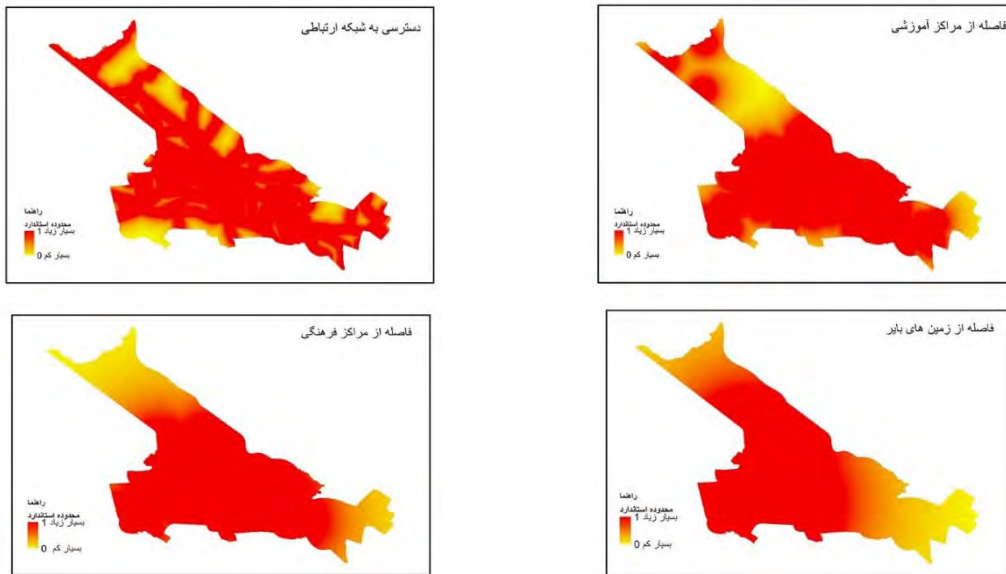 دسترسی به شبکه ارتباطی
راهنما
محدوده استاندارد
بسیار زیاد 1
بسیار کم 0
فاصله از مراکز آموزشی
راهنما
محدوده استاندارد
بسیار زیاد 1
بسیار کم 0
فاصله از مراکز فرهنگی
راهنما
محدوده استاندارد
بسیار زیاد 1
بسیار کم 0
فاصله از زمین های بایر
راهنما
محدوده استاندارد
بسیار زیاد 1
بسیار کم 0